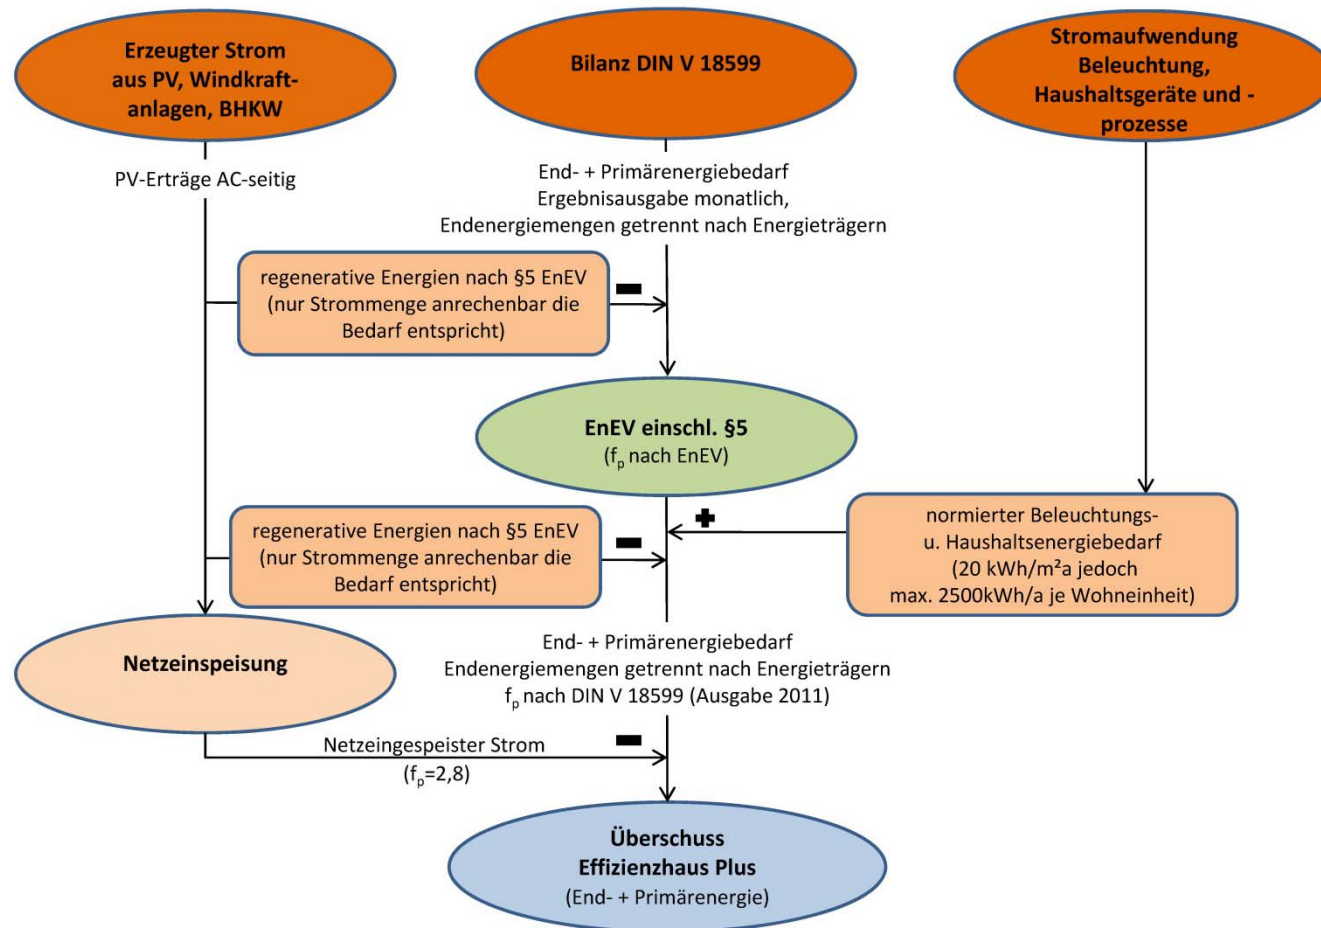 Erzeugter Strom
aus PV, Windkraft-
anlagen, BHKW
Bilanz DIN V 18599
Stromaufwendung
Beleuchtung,
Haushaltsgeräte und -
prozesse
PV-Erträge AC-seitig
End- + Primärenergiebedarf
Ergebnisausgabe monatlich,
Endenergiemengen getrennt nach Energieträgern
regenerative Energien nach §5 EnEV
(nur Strommenge anrechenbar die
Bedarf entspricht)
EnEV einschl. §5
(fp nach EnEV)
regenerative Energien nach §5 EnEV
(nur Strommenge anrechenbar die
Bedarf entspricht)
normierter Beleuchtungs-
u. Haushaltsenergiebedarf
(20 kWh/m²a jedoch
max. 2500kWh/a je Wohneinheit)
Netzeinspeisung
End- + Primärenergiebedarf
Endenergiemengen getrennt nach Energieträgern
fp nach DIN V 18599 (Ausgabe 2011)
Netzeingespeister Strom
(fp=2,8)
Überschuss
Effizienzhaus Plus
(End- + Primärenergie)